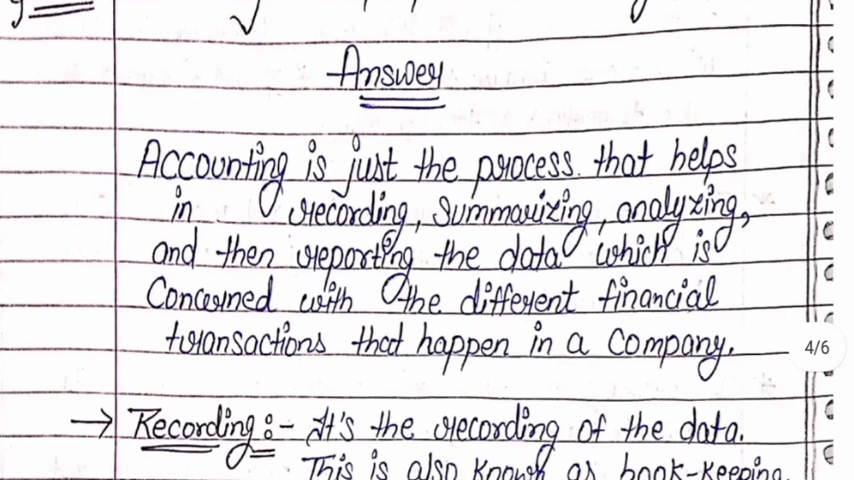 Answer
Accounting is just the process that helps
in recording, summarizing, analyzing,
and then reporting the data which is
Concerned with the different financial
transactions that happen in a company.
4/6
→ Recording :- It's the recording of the data.
This is also known as book-keeping.